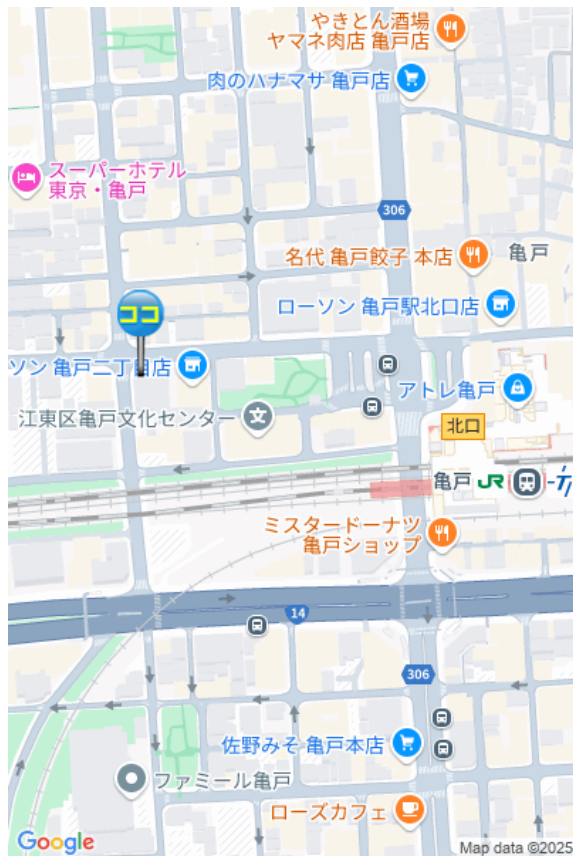 やきとん酒場
ヤマネ肉店 亀戸店
肉のハナマサ 亀戸店
スーパーホテル
東京・亀戸
306
名代 亀戸餃子 本店
亀戸
ローソン 亀戸駅北口店
ココ
ソン 亀戸二丁目店
アトレ亀戸
江東区亀戸文化センター
文
北口
亀戸 JR
ミスタードーナツ
亀戸ショップ
14
306
佐野みそ 亀戸本店
ファミール亀戸
ローズカフェ
Google
Map data ©2025